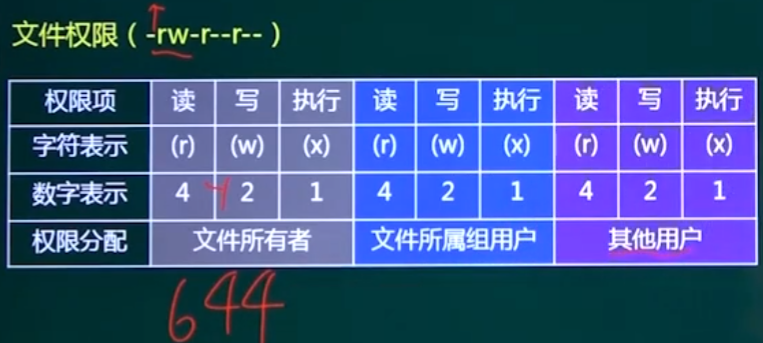 文件权限（-rw-r--r--）
权限项 读 写 执行 读 写 执行 读 写 执行
字符表示 (r) (w) (x) (r) (w) (x) (r) (w) (x)
数字表示 4 2 1 4 2 1 4 2 1
权限分配 文件所有者 文件所属组用户 其他用户
644